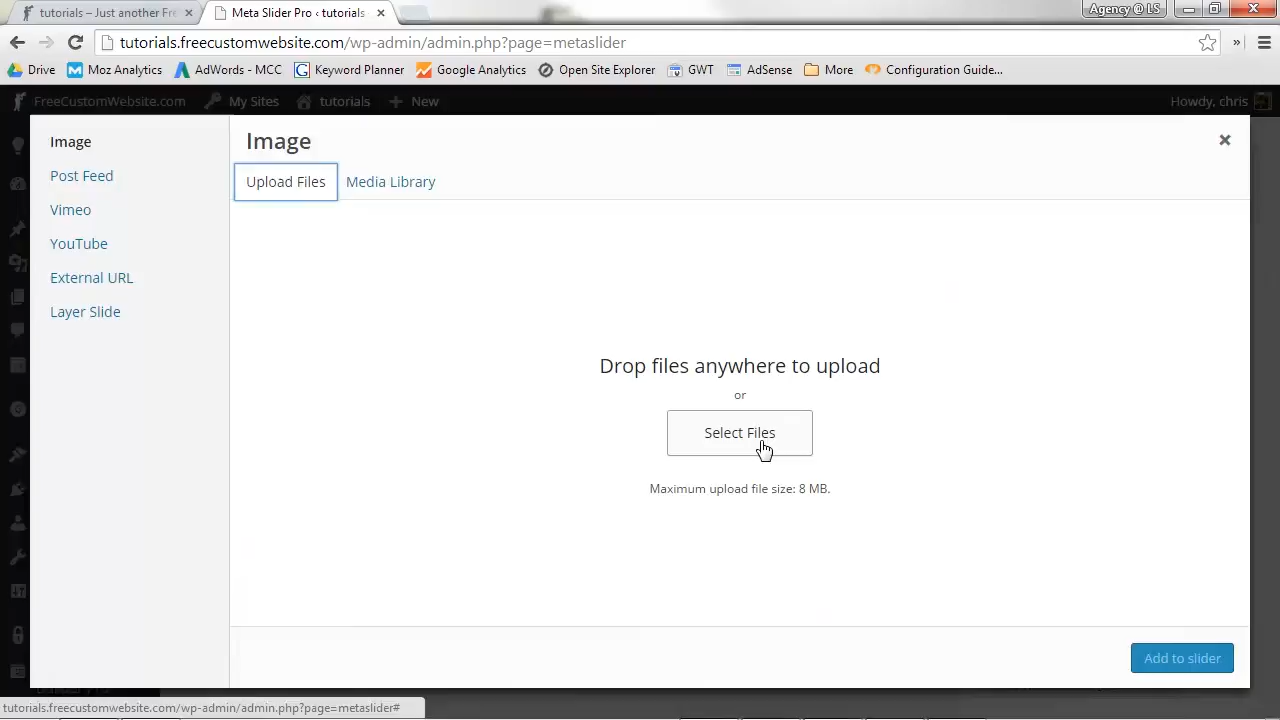 tutorials – Just another Fre
Meta Slider Pro ‹ tutorials
Agency @ LS
tutorials.freecustomwebsite.com/wp-admin/admin.php?page=metaslider
Drive
Moz Analytics
AdWords - MCC
Keyword Planner
Google Analytics
Open Site Explorer
GWT
AdSense
More
Configuration Guide...
FreeCustomWebsite.com
My Sites
tutorials
New
Howdy, chris
Image
Post Feed
Vimeo
YouTube
External URL
Layer Slide
Image
Upload Files
Media Library
Drop files anywhere to upload
or
Select Files
Maximum upload file size: 8 MB.
Add to slider
tutorials.freecustomwebsite.com/wp-admin/admin.php?page=metaslider#